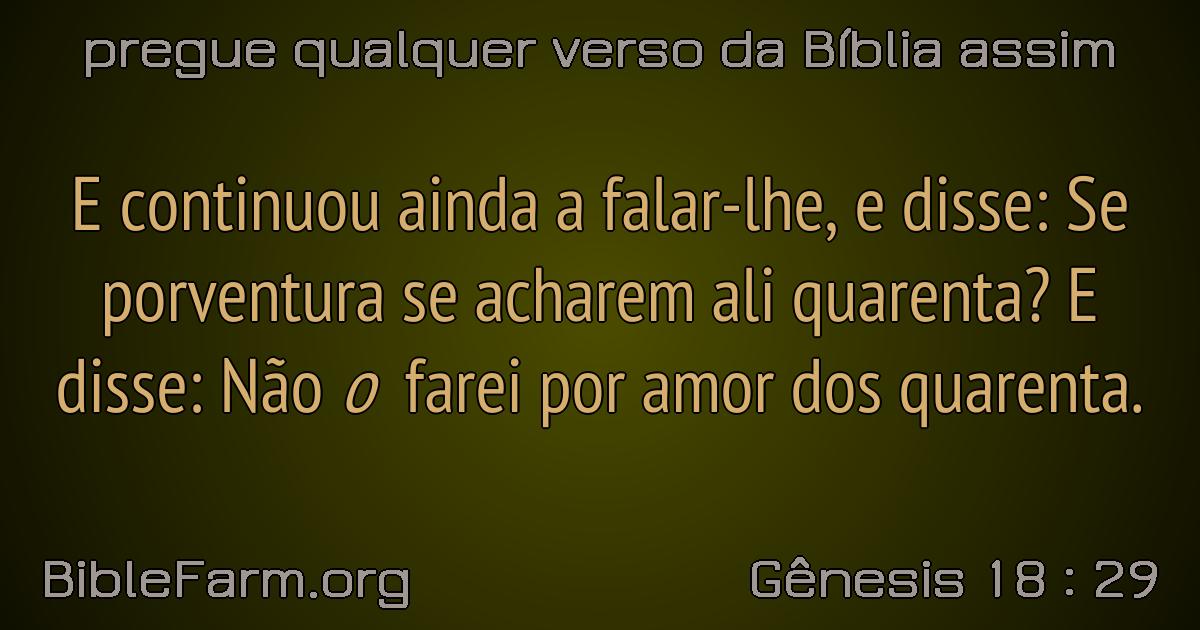 pregue qualquer verso da Bíblia assim
E continuou ainda a falar-lhe, e disse: Se
porventura se acharem ali quarenta? E
disse: Não o farei por amor dos quarenta.
BibleFarm.org
Gênesis 18 : 29